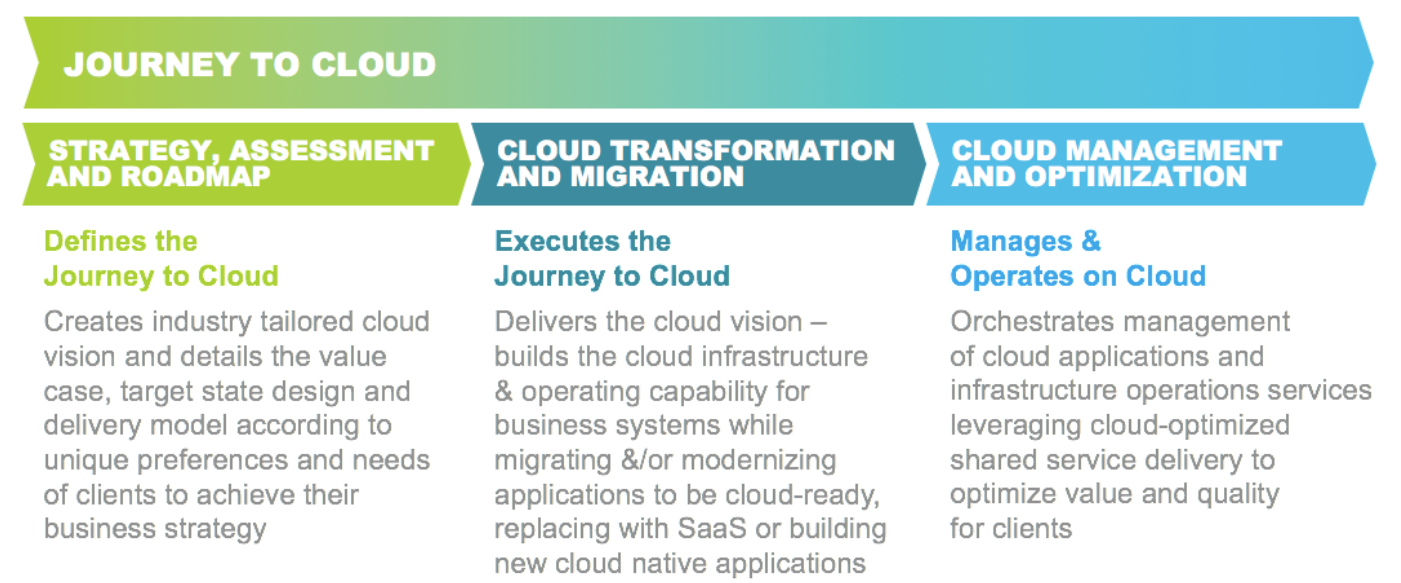 JOURNEY TO CLOUD
STRATEGY, ASSESSMENT
AND ROADMAP
Defines the
Journey to Cloud
Creates industry tailored cloud
vision and details the value
case, target state design and
delivery model according to
unique preferences and needs
of clients to achieve their
business strategy
CLOUD TRANSFORMATION
AND MIGRATION
Executes the
Journey to Cloud
Delivers the cloud vision –
builds the cloud infrastructure
& operating capability for
business systems while
migrating &/or modernizing
applications to be cloud-ready,
replacing with SaaS or building
new cloud native applications
CLOUD MANAGEMENT
AND OPTIMIZATION
Manages &
Operates on Cloud
Orchestrates management
of cloud applications and
infrastructure operations services
leveraging cloud-optimized
shared service delivery to
optimize value and quality
for clients